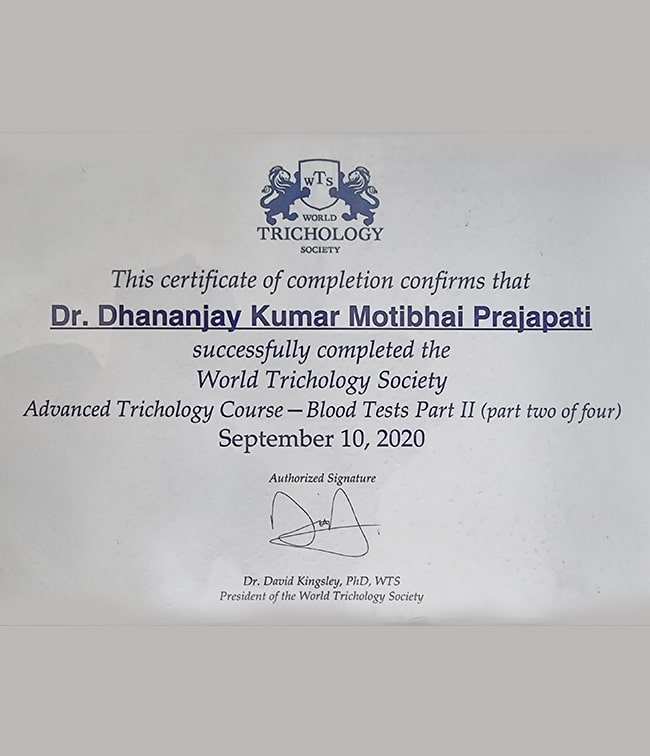 WTS
WORLD
TRICHOLOGY
SOCIETY
This certificate of completion confirms that
Dr. Dhananjay Kumar Motibhai Prajapati
successfully completed the
World Trichology Society
Advanced Trichology Course — Blood Tests Part II (part two of four)
September 10, 2020
Authorized Signature
Dr. David Kingsley, PhD, WTS
President of the World Trichology Society